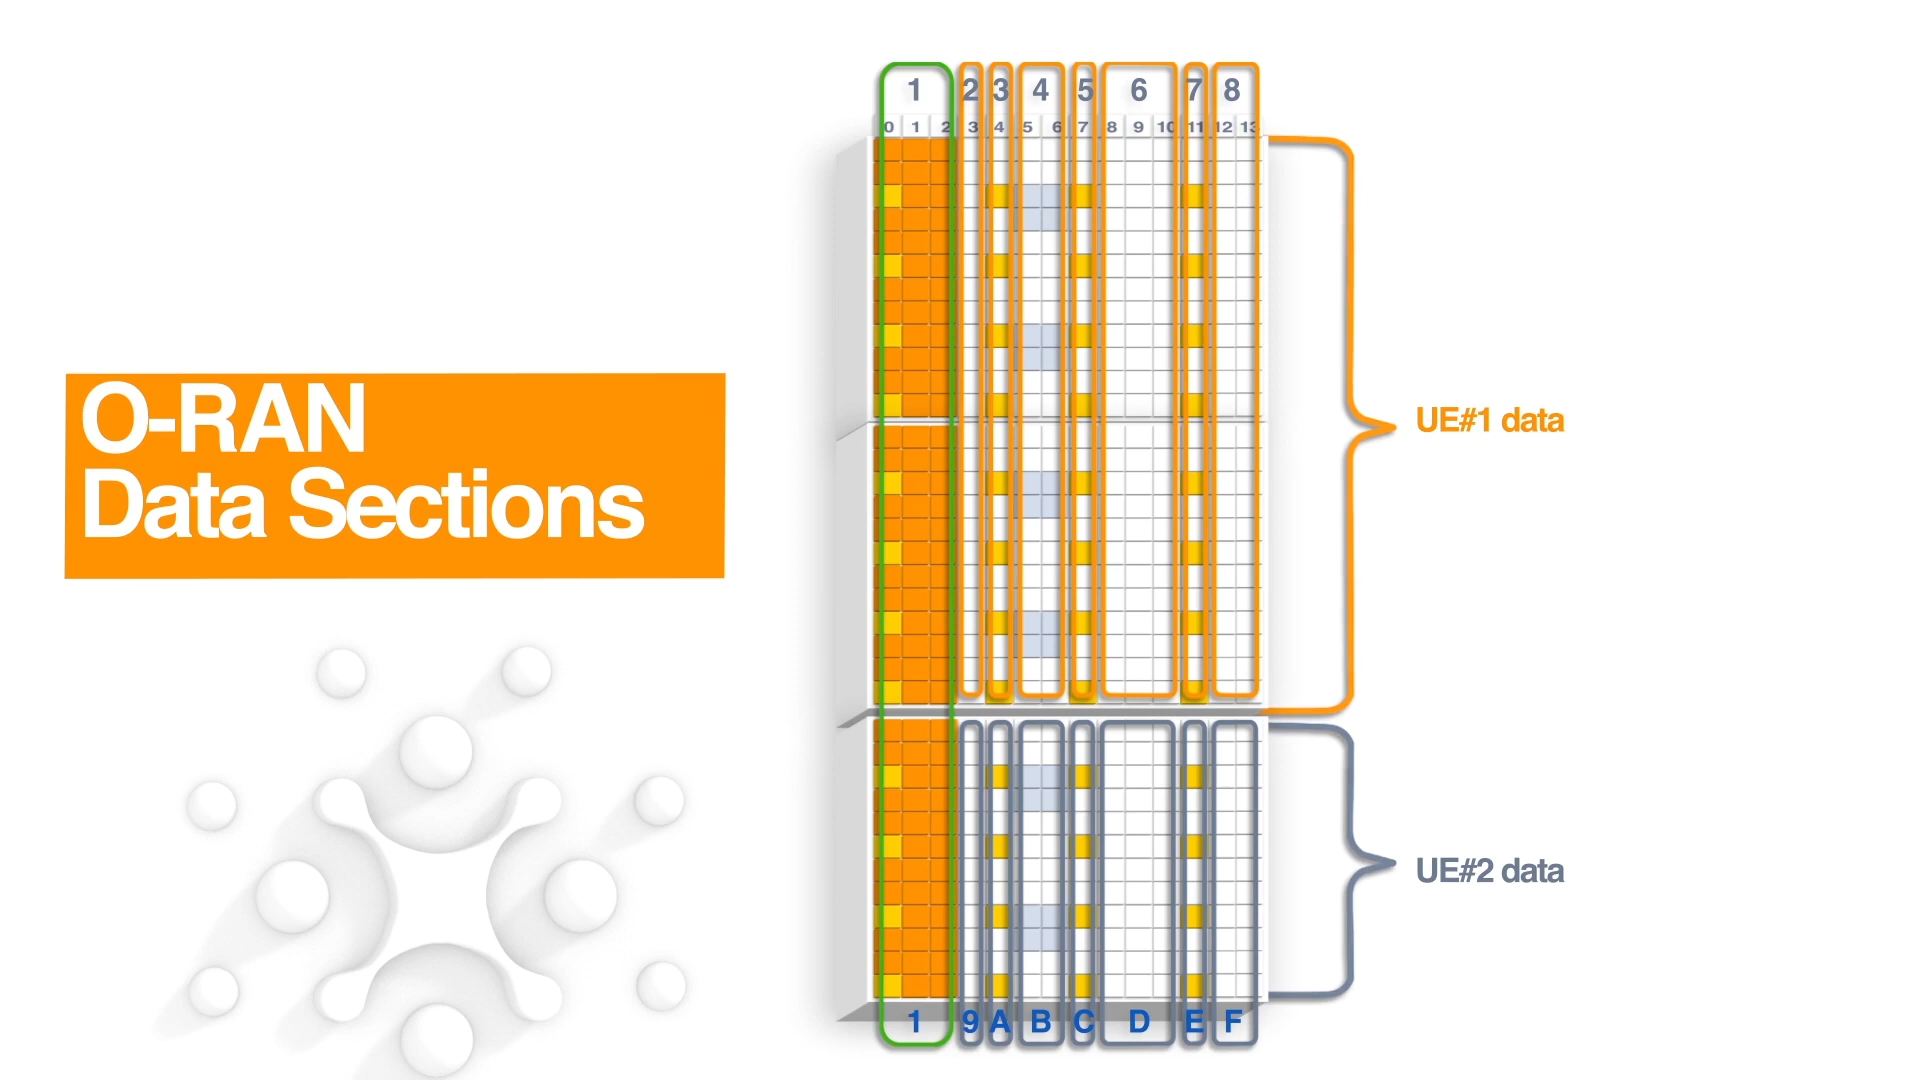 O-RAN
Data Sections
1 2 3 4 5 6 7 8
0 1 2 3 4 5 6 7 8 9 10 11 12 13
UE#1 data
UE#2 data
1 9 A B C D E F